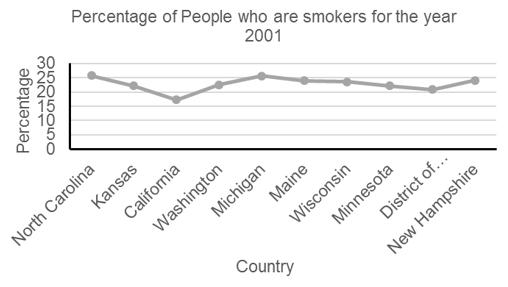 Percentage of People who are smokers for the year
2001
Percentage
30
25
20
15
10
5
0
North Carolina
Kansas
California
Washington
Michigan
Maine
Wisconsin
Minnesota
District of...
New Hampshire
Country